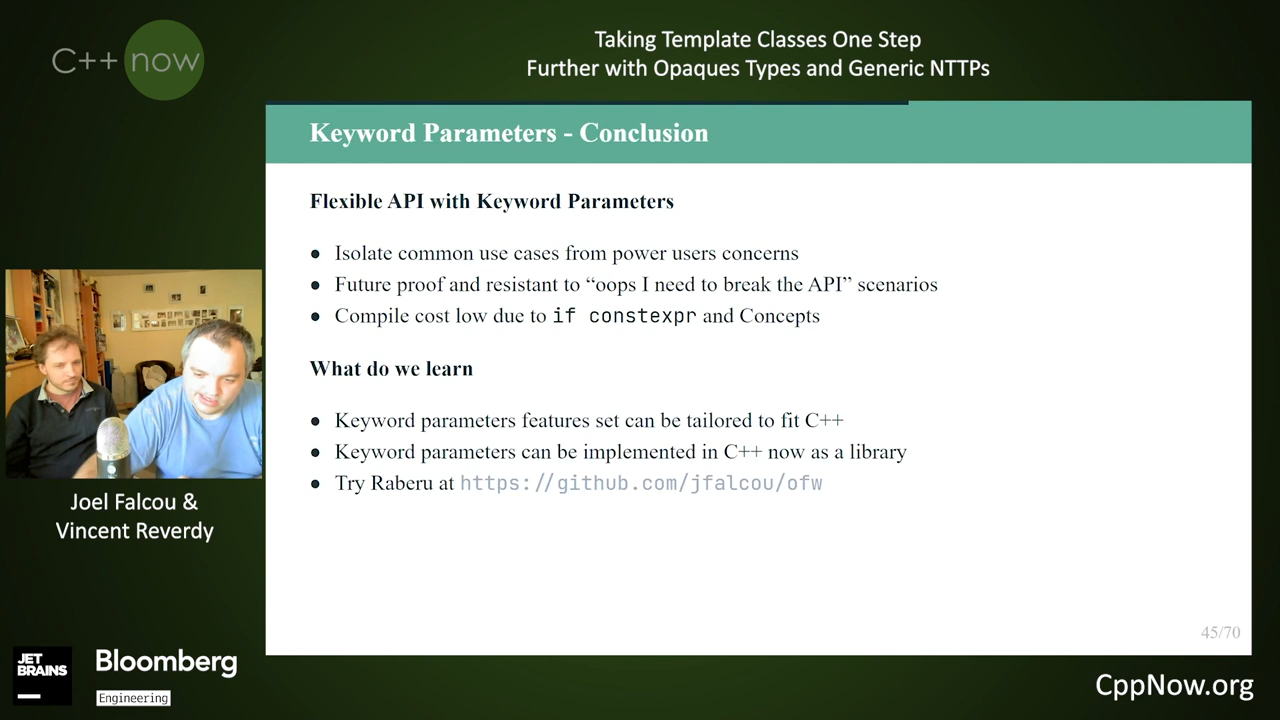 C++ now
Taking Template Classes One Step
Further with Opaques Types and Generic NTTPs
Keyword Parameters - Conclusion
Flexible API with Keyword Parameters
● Isolate common use cases from power users concerns
● Future proof and resistant to “oops I need to break the API” scenarios
● Compile cost low due to if constexpr and Concepts
What do we learn
● Keyword parameters features set can be tailored to fit C++
● Keyword parameters can be implemented in C++ now as a library
● Try Raberu at https://github.com/jfalcou/ofw
45/70
Joel Falcou &
Vincent Reverdy
JET
BRAINS
Bloomberg
Engineering
CppNow.org